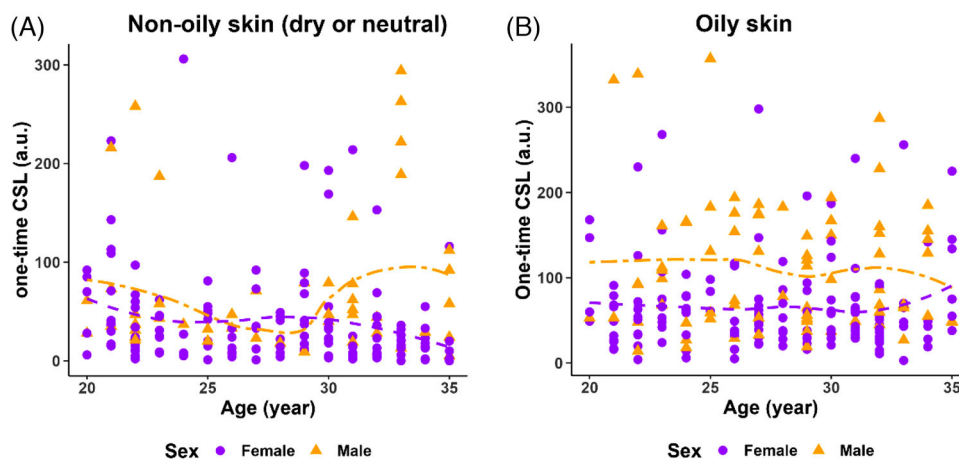 (A) Non-oily skin (dry or neutral)
one-time CSL (a.u.)
300
200
100
0
20 25 30 35
Age (year)
Sex Female Male
(B) Oily skin
One-time CSL (a.u.)
300
200
100
0
20 25 30 35
Age (year)
Sex Female Male